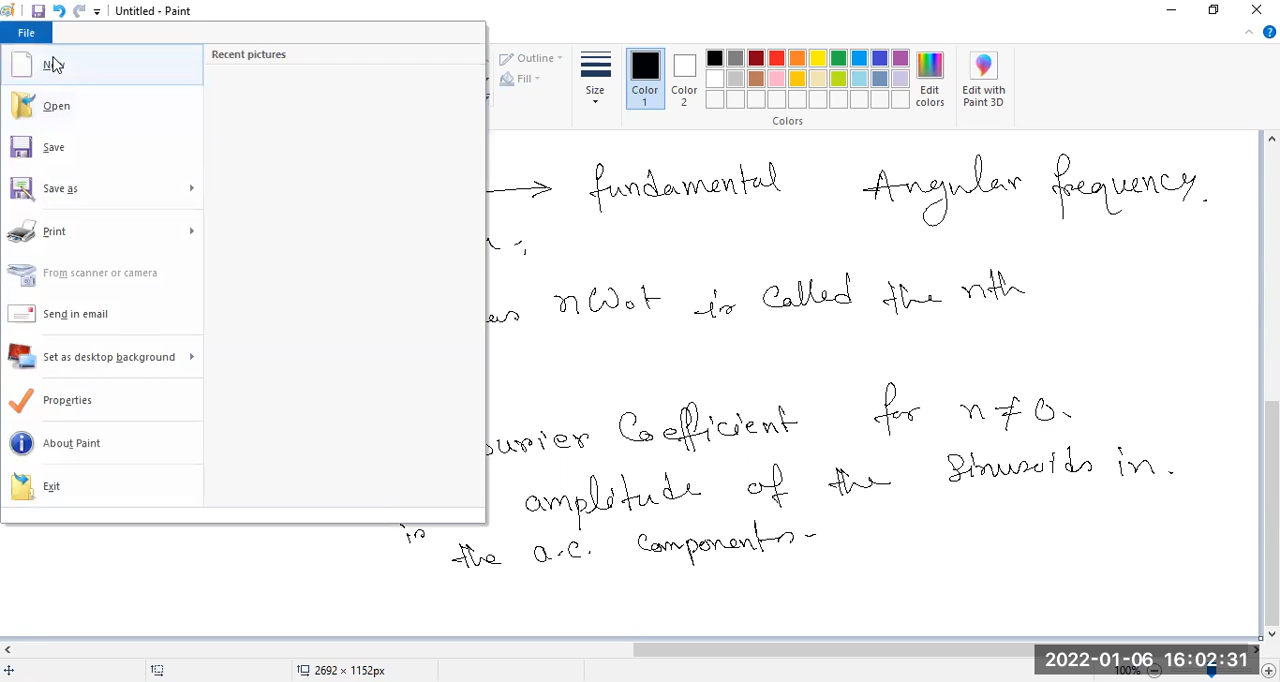 Untitled - Paint
File
New
Recent pictures
Open
Save
Save as
Print
From scanner or camera
Send in email
Set as desktop background
Properties
About Paint
Exit
Outline
Fill
Size
Color 1
Color 2
Edit colors
Edit with Paint 3D
Colors
fundamental Angular frequency.
nWot is called the nth
Coefficient for n ≠ 0.
amplitude of the Sinusoids in.
is
the a.c. components-
2692 × 1152px
100%
2022-01-06 16:02:31